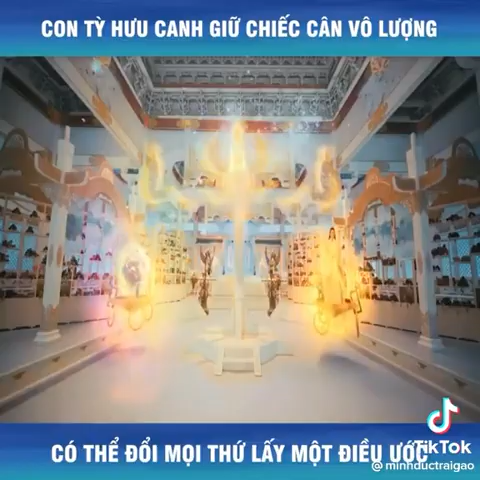 CON TỲ HƯU CANH GIỮ CHIẾC CÂN VÔ LƯỢNG
CÓ THỂ ĐỔI MỌI THỨ LẤY MỘT ĐIỀU ƯỚC
TikTok
@minhductraigao